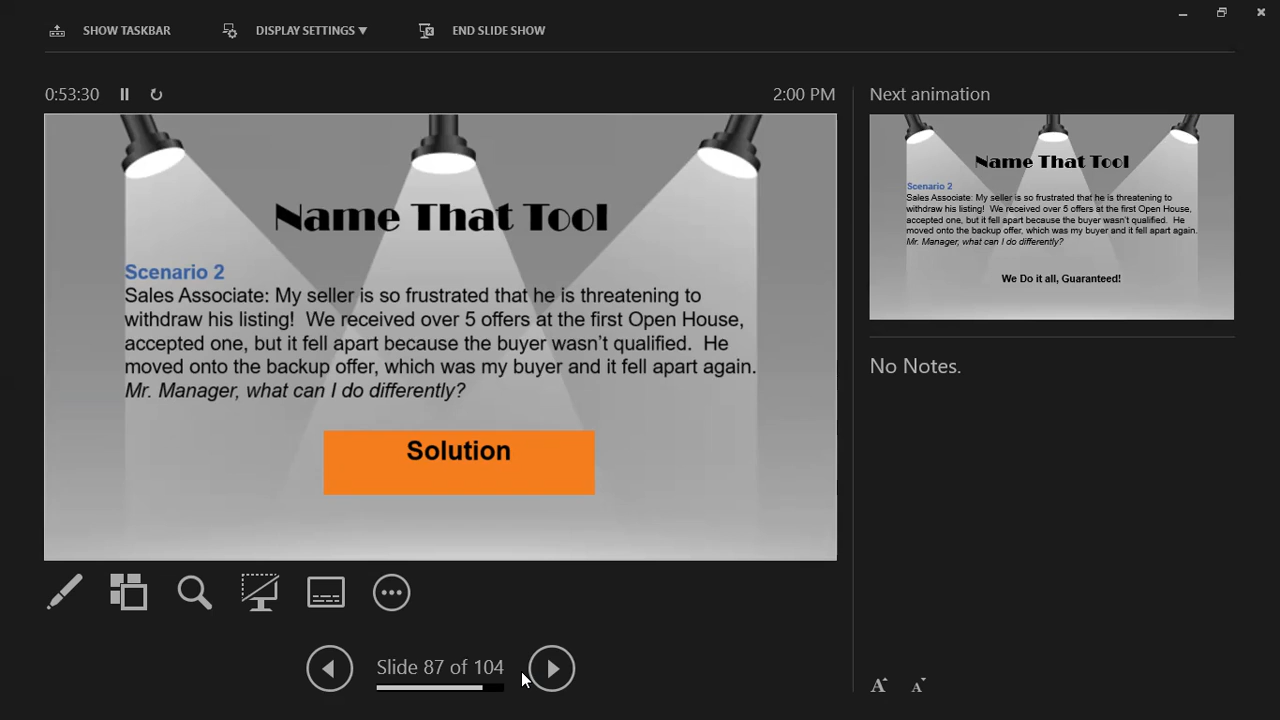 SHOW TASKBAR DISPLAY SETTINGS ▼ END SLIDE SHOW
0:53:30 2:00 PM
Name That Tool
Scenario 2
Sales Associate: My seller is so frustrated that he is threatening to
withdraw his listing!  We received over 5 offers at the first Open House,
accepted one, but it fell apart because the buyer wasn't qualified.  He
moved onto the backup offer, which was my buyer and it fell apart again.
Mr. Manager, what can I do differently?
Solution
Slide 87 of 104
Next animation
Name That Tool
Scenario 2
Sales Associate: My seller is so frustrated that he is threatening to
withdraw his listing!  We received over 5 offers at the first Open House,
accepted one, but it fell apart because the buyer wasn't qualified.  He
moved onto the backup offer, which was my buyer and it fell apart again.
Mr. Manager, what can I do differently?
We Do it all, Guaranteed!
No Notes.
A A